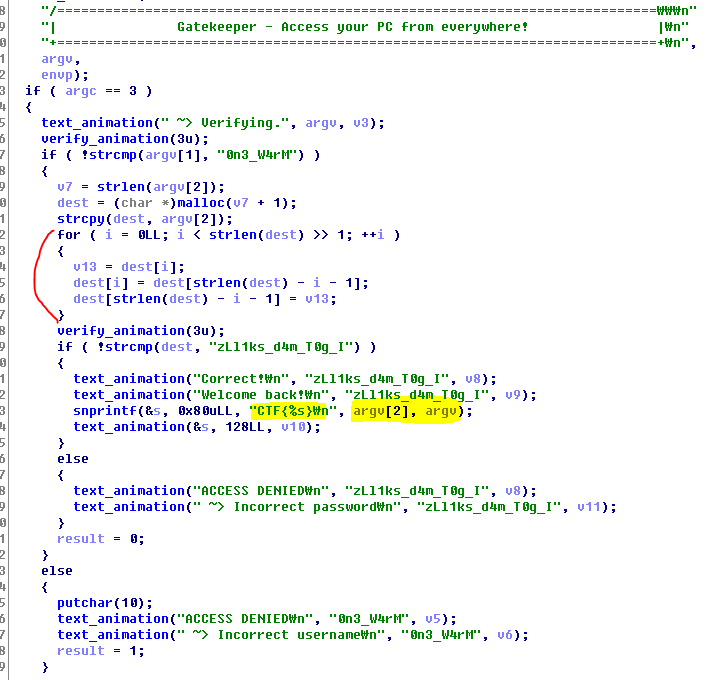 8 "/============================================================₩₩₩n"
9 "| Gatekeeper - Access your PC from everywhere! |₩n"
0 "+============================================================+₩n",
1 argv,
2 envp);
3 if ( argc == 3 )
4 {
5 text_animation(" ~> Verifying.", argv, v3);
6 verify_animation(3u);
7 if ( !strcmp(argv[1], "0n3_W4rM") )
8 {
9 v7 = strlen(argv[2]);
0 dest = (char *)malloc(v7 + 1);
1 strcpy(dest, argv[2]);
2 for ( i = 0LL; i < strlen(dest) >> 1; ++i )
3 {
4 v13 = dest[i];
5 dest[i] = dest[strlen(dest) - i - 1];
6 dest[strlen(dest) - i - 1] = v13;
7 }
8 verify_animation(3u);
9 if ( !strcmp(dest, "zLl1ks_d4m_T0g_I") )
0 {
1 text_animation("Correct!₩n", "zLl1ks_d4m_T0g_I", v8);
2 text_animation("Welcome back!₩n", "zLl1ks_d4m_T0g_I", v9);
3 snprintf(&s, 0x80uLL, "CTF{%s}₩n", argv[2], argv);
4 text_animation(&s, 128LL, v10);
5 }
6 else
7 {
8 text_animation("ACCESS DENIED₩n", "zLl1ks_d4m_T0g_I", v8);
9 text_animation(" ~> Incorrect password₩n", "zLl1ks_d4m_T0g_I", v11);
0 }
1 result = 0;
2 }
3 else
4 {
5 putchar(10);
6 text_animation("ACCESS DENIED₩n", "0n3_W4rM", v5);
7 text_animation(" ~> Incorrect username₩n", "0n3_W4rM", v6);
8 result = 1;
9 }